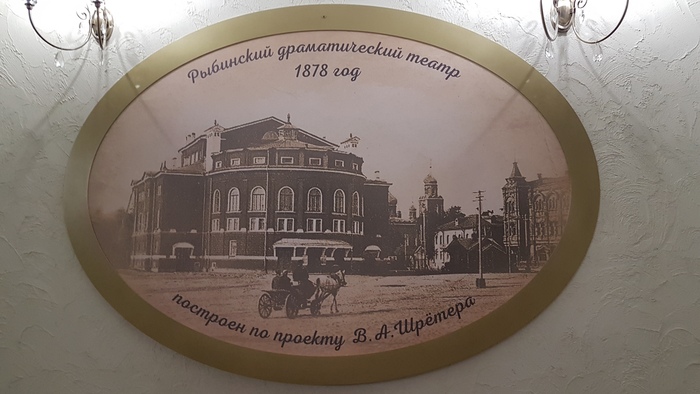 Рыбинский драматический театр
1878 год
построен по проекту В.А.Шрётера